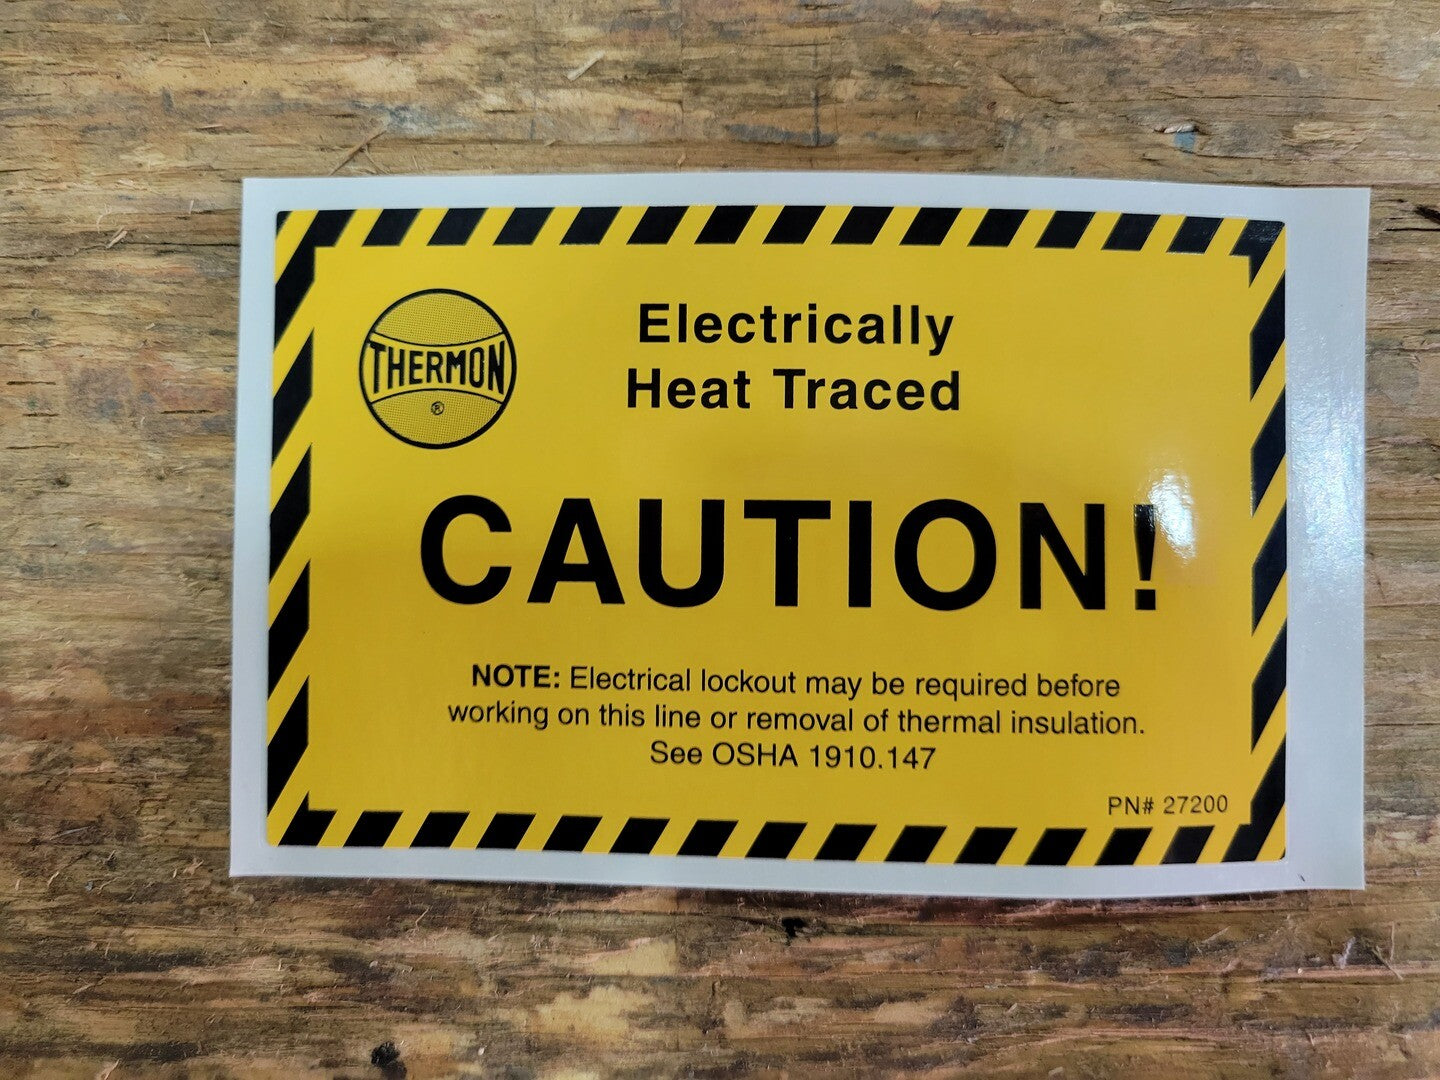 THERMON
®
Electrically
Heat Traced
CAUTION!
NOTE: Electrical lockout may be required before
working on this line or removal of thermal insulation.
See OSHA 1910.147
PN# 27200